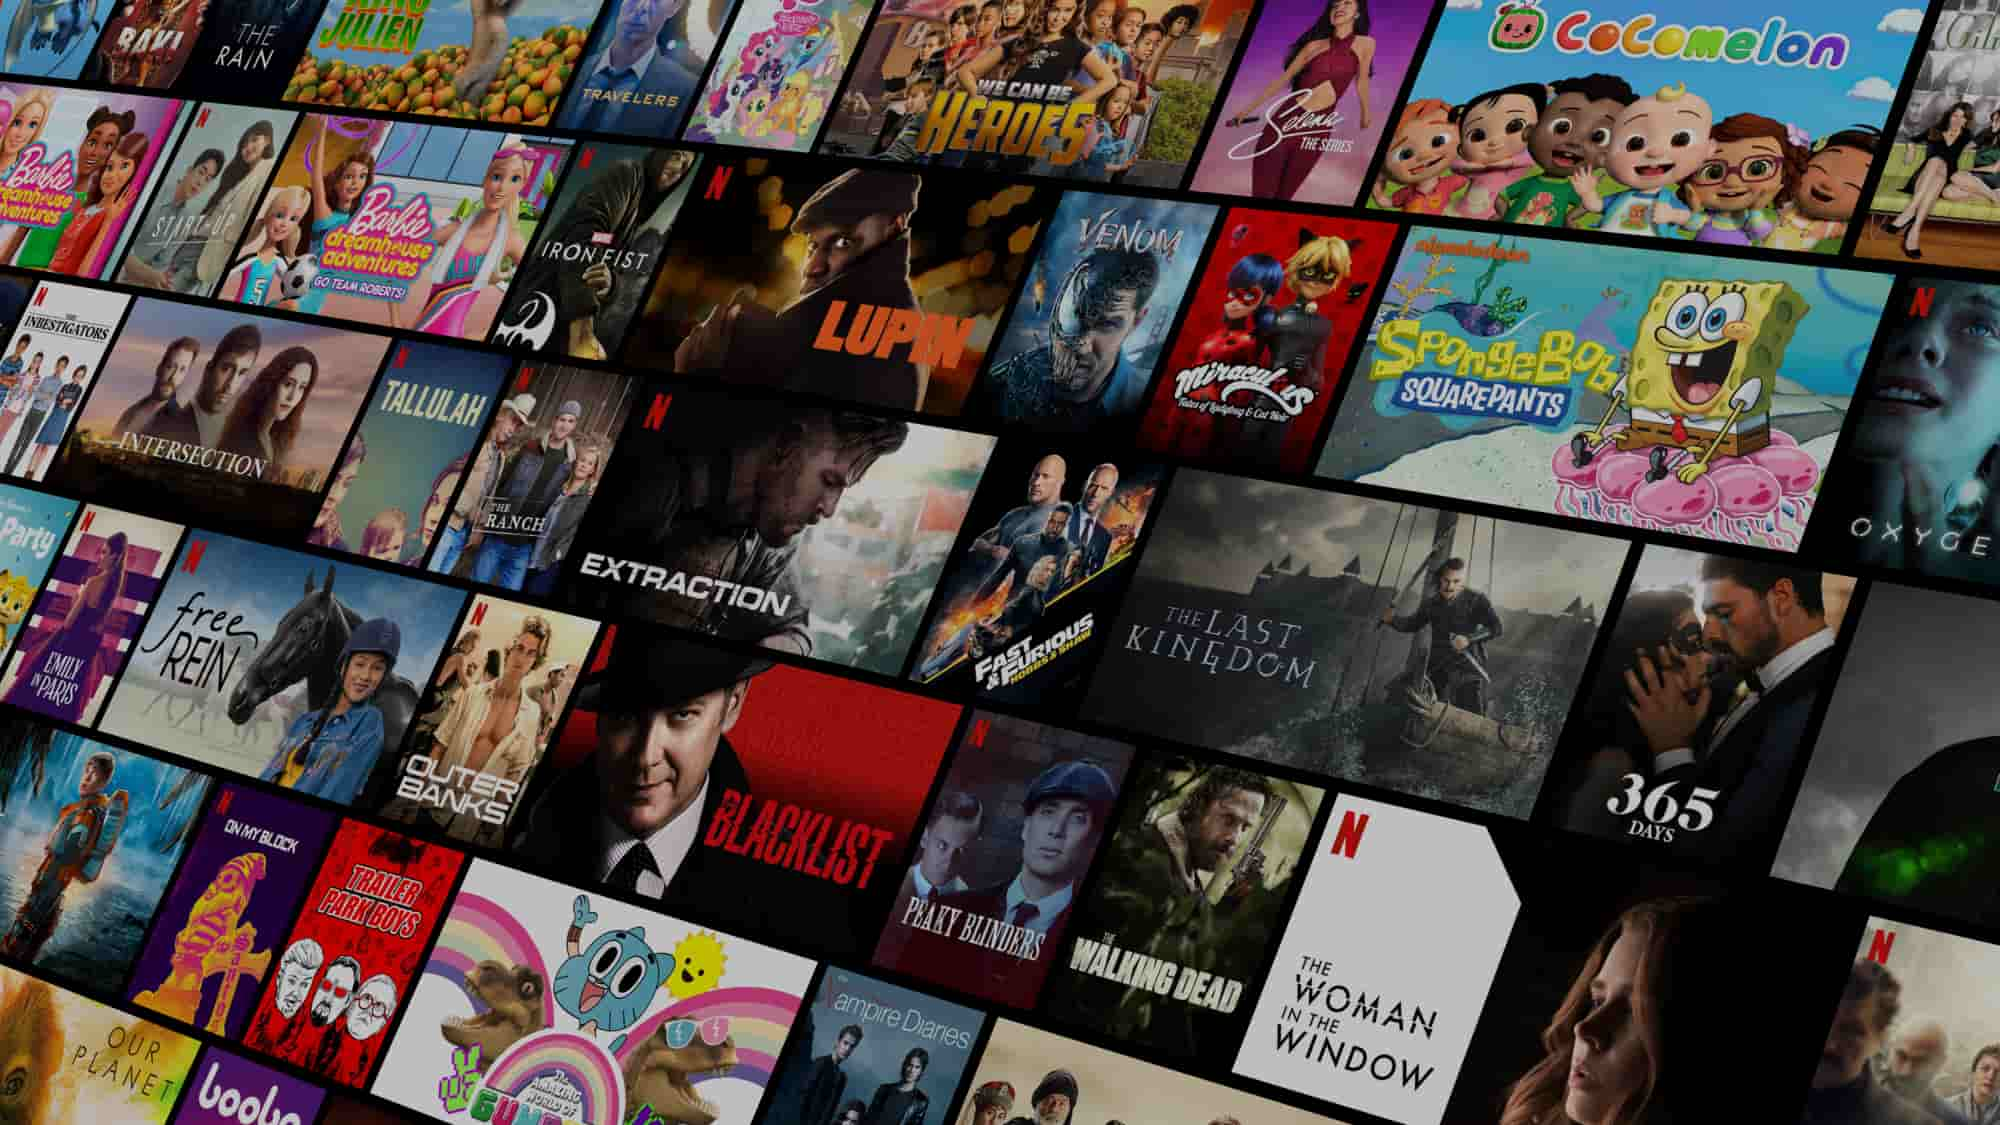 BAKI
THE
RAIN
KING
JULIEN
TRAVELERS
WE CAN BE
HEROES
Selena
THE SERIES
CoComelon
Barbie
dreamhouse
adventures
N
START-UP
Barbie
dreamhouse
adventures
GO TEAM ROBERTS!
N
MARVEL
IRON FIST
N
LUPIN
VENOM
Miraculous
Tales of Ladybug & Cat Noir
nickelodeon
SPONGEBOB
SQUAREPANTS
N
OXYGE
N
THE
INBESTIGATORS
INTERSECTION
N
TALLULAH
N
THE
RANCH
N
EXTRACTION
FAST
& FURIOUS
HOBBS & SHAW
THE LAST
KINGDOM
365
DAYS
Party
N
EMILY
IN PARIS
N
free
REIN
N
OUTER
BANKS
THE
BLACKLIST
N
PEAKY BLINDERS
THE
WALKING DEAD
N
THE
WOMAN
IN THE
WINDOW
N
N
ON MY BLOCK
TRAILER
PARK BOYS
THE
AMAZING
WORLD OF
GUMB
Vampire Diaries
OUR
PLANET
booba